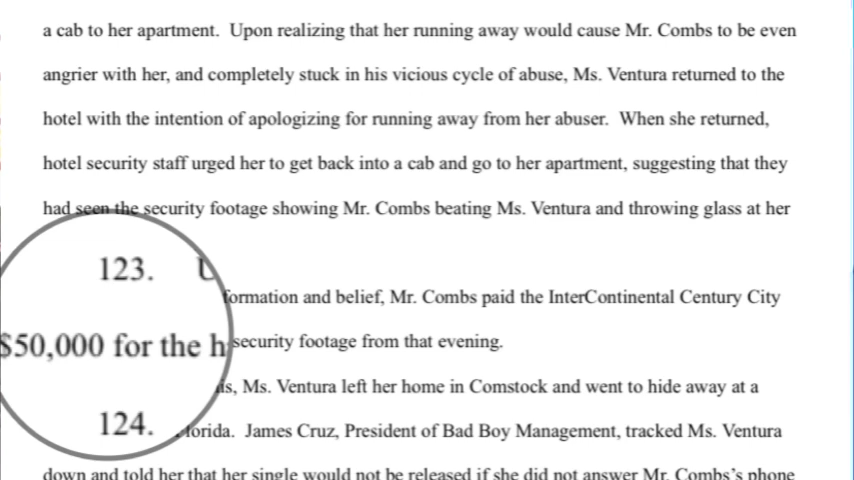 a cab to her apartment.  Upon realizing that her running away would cause Mr. Combs to be even
angrier with her, and completely stuck in his vicious cycle of abuse, Ms. Ventura returned to the
hotel with the intention of apologizing for running away from her abuser.  When she returned,
hotel security staff urged her to get back into a cab and go to her apartment, suggesting that they
had seen the security footage showing Mr. Combs beating Ms. Ventura and throwing glass at her
123.
formation and belief, Mr. Combs paid the InterContinental Century City
$50,000 for the h security footage from that evening.
is, Ms. Ventura left her home in Comstock and went to hide away at a
124. lorida.  James Cruz, President of Bad Boy Management, tracked Ms. Ventura
down and told her that her single would not be released if she did not answer Mr. Combs’s phone